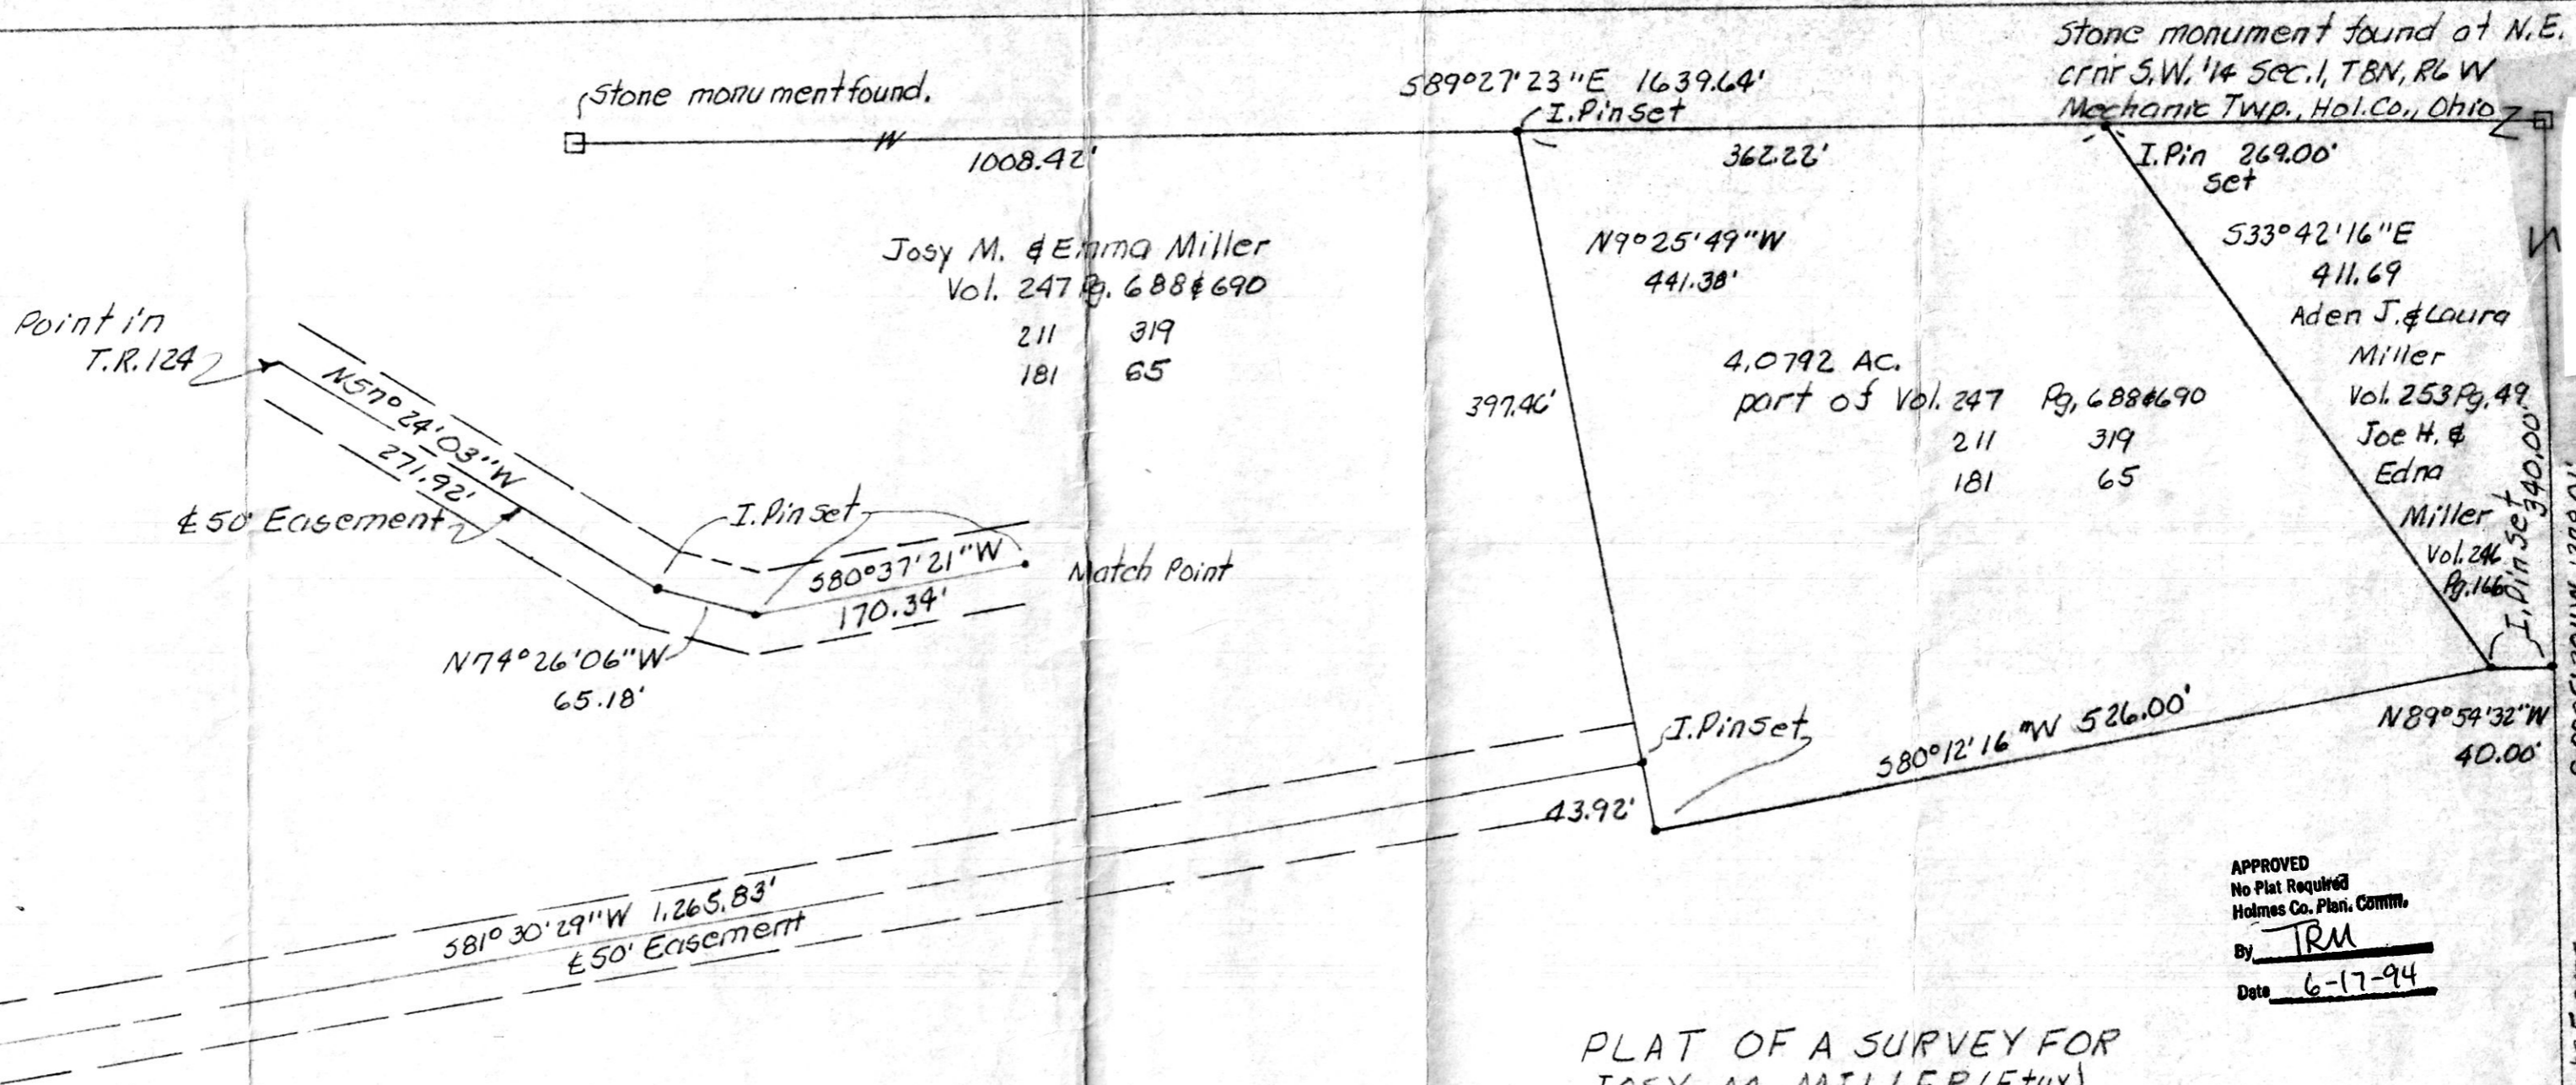 Stone monument found at N.E.
crnr S.W. 1/4 Sec. 1, T8N, R6W
Mechanic Twp., Hol. Co., Ohio
Stone monument found.
S89°27'23"E 1639.64'
I. Pin set
1008.42'
362.22'
I. Pin 269.00'
set
Josy M. & Emma Miller
Vol. 247 Pg. 688 & 690
211 319
181 65
N9°25'49"W
441.38'
S33°42'16"E
411.69
Aden J. & Laura
Miller
Vol. 253 Pg. 49
Joe H. &
Edna
Miller
Vol. 246
Pg. 166
I. Pin set
340.00'
Point in
T.R. 124
N57°24'03"W
271.92'
℄ 50' Easement
I. Pin set
S80°37'21"W
170.34'
Match Point
N74°26'06"W
65.18'
397.46'
4.0792 AC.
part of Vol. 247 Pg. 688 & 690
211 319
181 65
I. Pin set
43.92'
S80°12'16"W 526.00'
N89°54'32"W
40.00'
S81°30'29"W 1,265.83'
℄ 50' Easement
APPROVED
No Plat Required
Holmes Co. Plan. Comm.
By TRM
Date 6-17-94
PLAT OF A SURVEY FOR
JOSY M. MILLER (Etux)